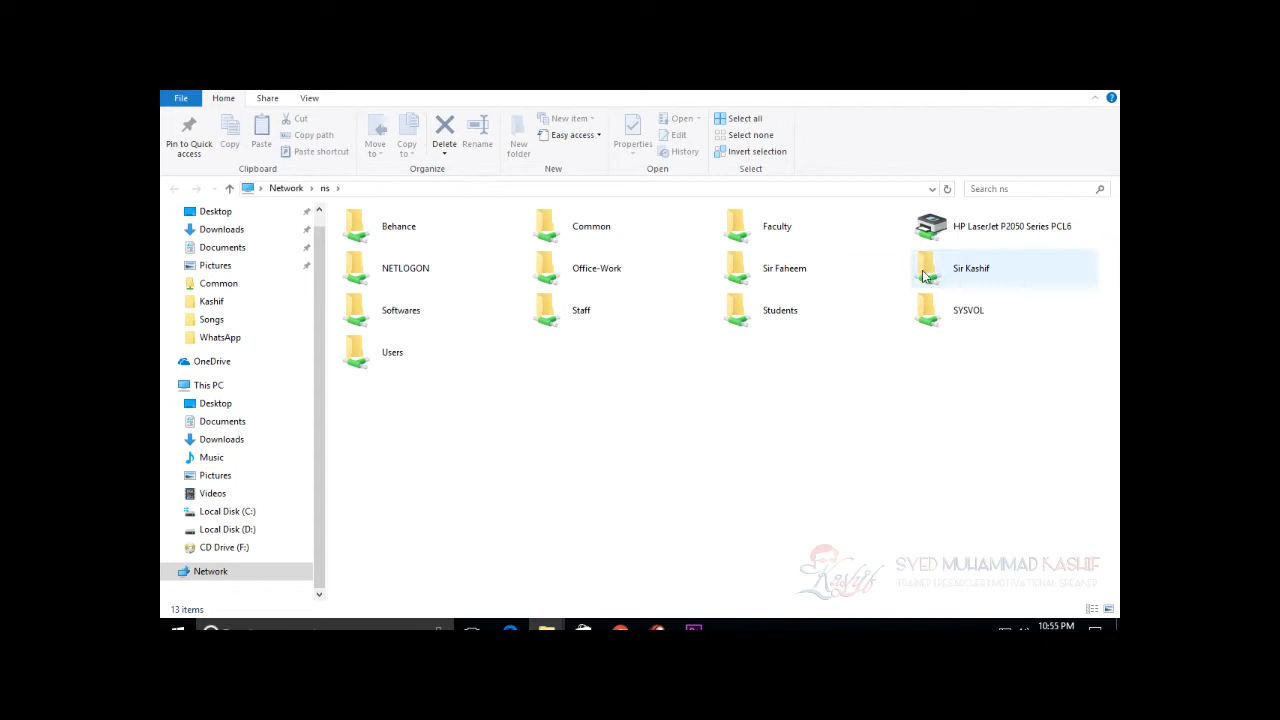 File Home Share View
Pin to Quick access
Copy
Paste
Cut
Copy path
Paste shortcut
Clipboard
Move to
Copy to
Delete
Rename
Organize
New folder
New item
Easy access
New
Properties
Open
Edit
History
Open
Select all
Select none
Invert selection
Select
Network ns
Search ns
Desktop
Downloads
Documents
Pictures
Common
Kashif
Songs
WhatsApp
OneDrive
This PC
Desktop
Documents
Downloads
Music
Pictures
Videos
Local Disk (C:)
Local Disk (D:)
CD Drive (F:)
Network
Behance Common Faculty HP LaserJet P2050 Series PCL6
NETLOGON Office-Work Sir Faheem Sir Kashif
Softwares Staff Students SYSVOL
Users
Kashif
SYED MUHAMMAD KASHIF
TRAINER | RESEARCHER | MOTIVATIONAL SPEAKER
13 items
10:55 PM